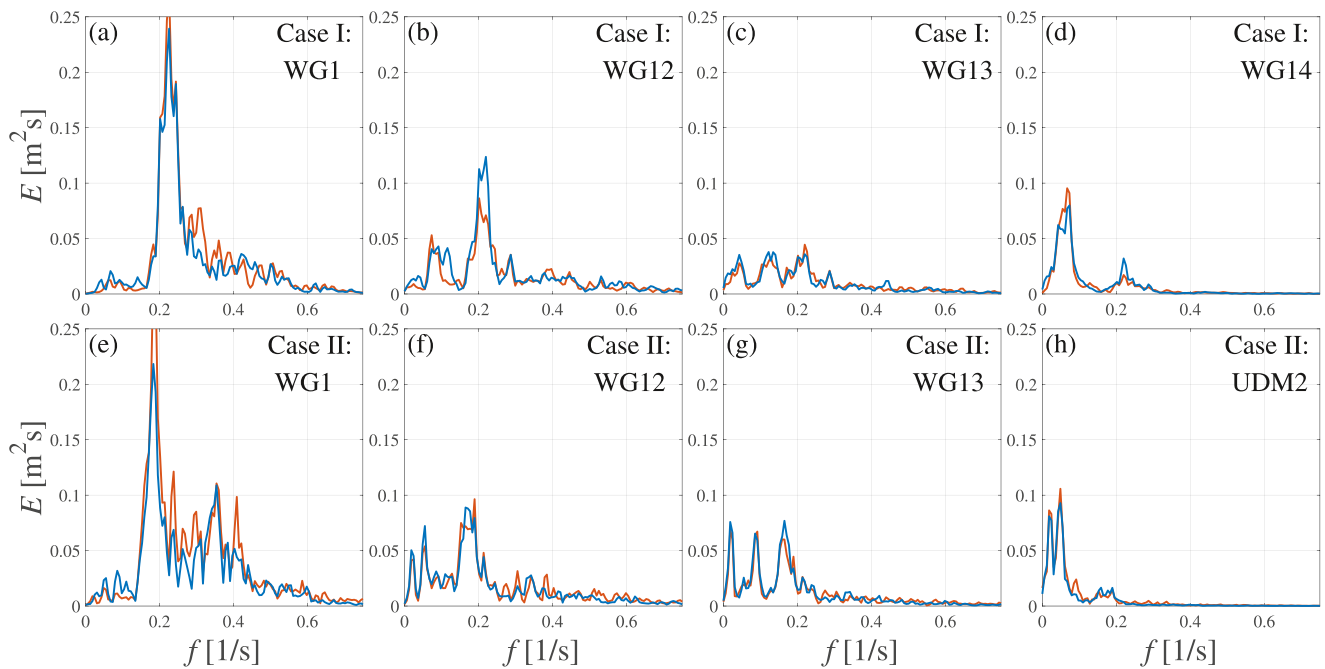 (a) Case I:
WG1
(b) Case I:
WG12
(c) Case I:
WG13
(d) Case I:
WG14
E [m²s]
0.25
0.2
0.15
0.1
0.05
0
0 0.2 0.4 0.6
0.25
0.2
0.15
0.1
0.05
0
0 0.2 0.4 0.6
0.25
0.2
0.15
0.1
0.05
0
0 0.2 0.4 0.6
0.25
0.2
0.15
0.1
0.05
0
0 0.2 0.4 0.6
(e) Case II:
WG1
(f) Case II:
WG12
(g) Case II:
WG13
(h) Case II:
UDM2
E [m²s]
0.25
0.2
0.15
0.1
0.05
0
0 0.2 0.4 0.6
f [1/s]
0.25
0.2
0.15
0.1
0.05
0
0 0.2 0.4 0.6
f [1/s]
0.25
0.2
0.15
0.1
0.05
0
0 0.2 0.4 0.6
f [1/s]
0.25
0.2
0.15
0.1
0.05
0
0 0.2 0.4 0.6
f [1/s]